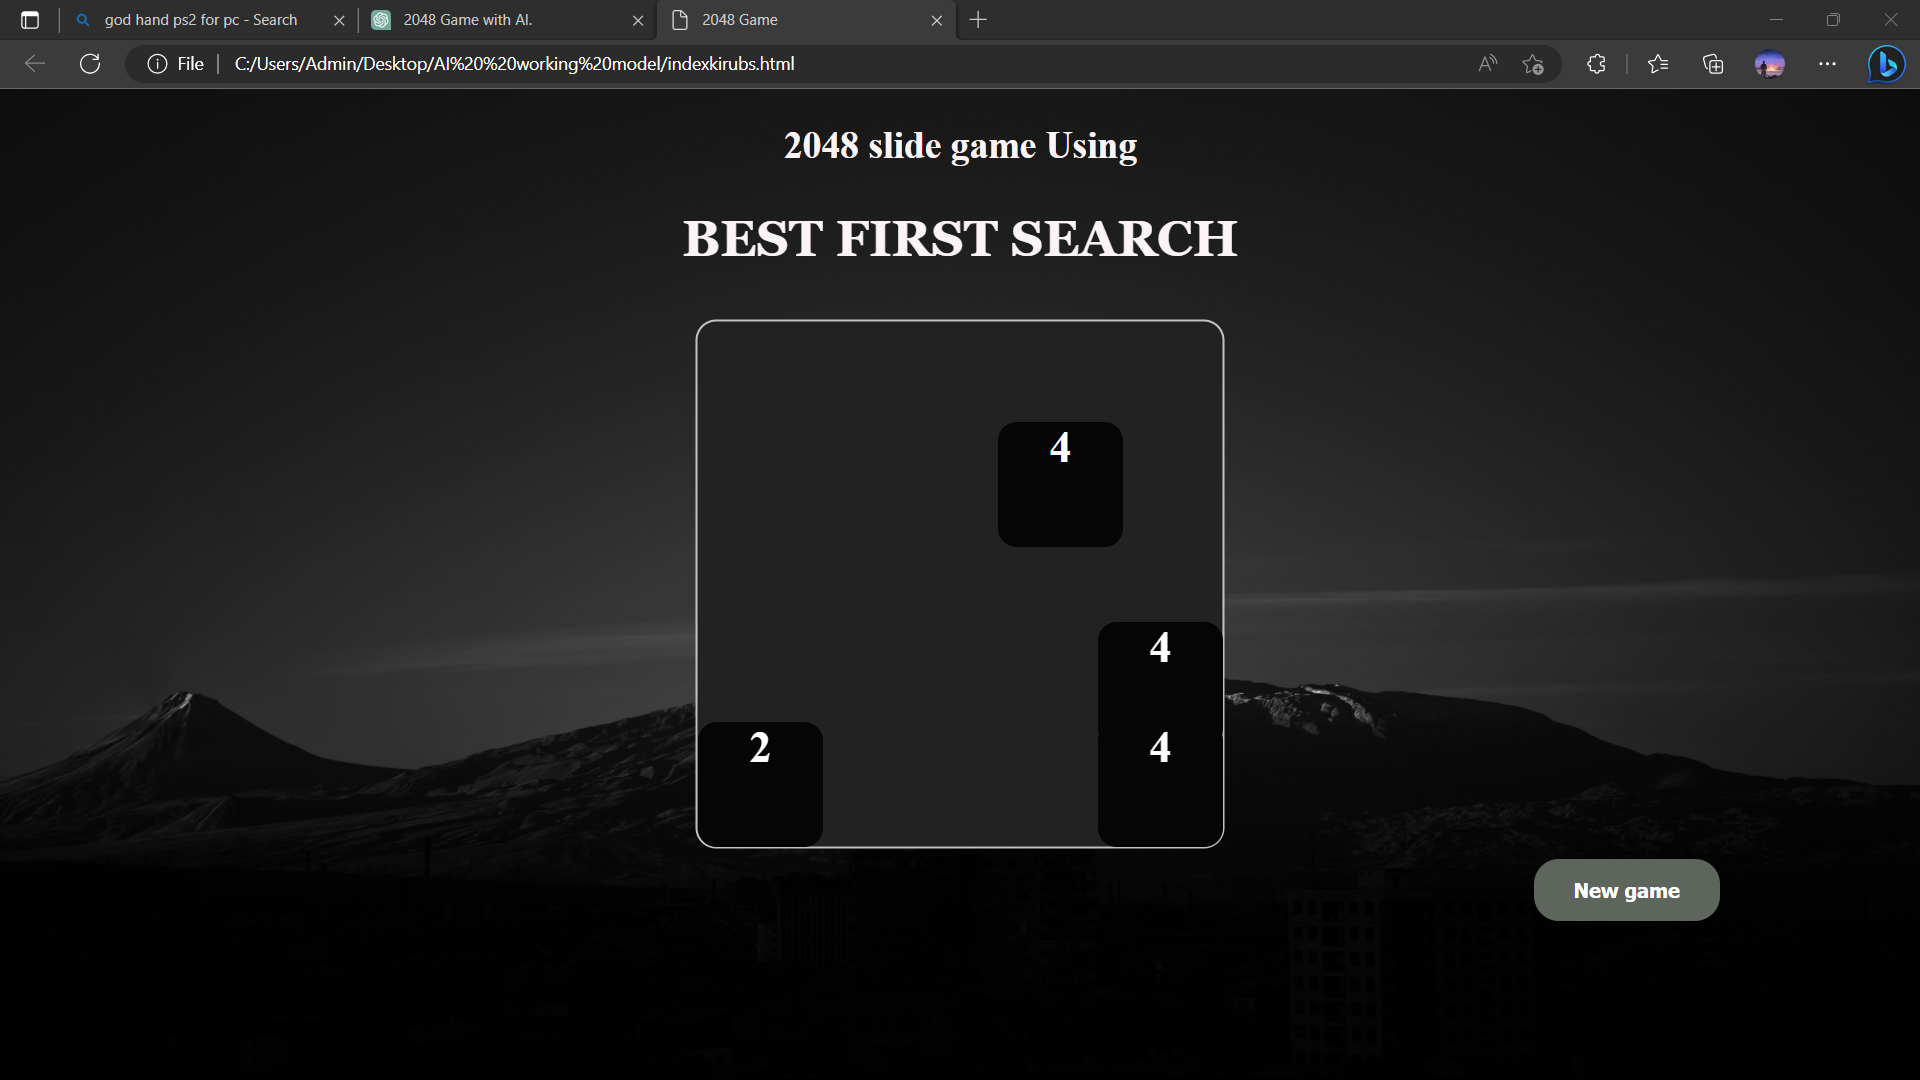 god hand ps2 for pc - Search
2048 Game with AI.
2048 Game
File
C:/Users/Admin/Desktop/AI%20%20working%20model/indexkirubs.html
2048 slide game Using
BEST FIRST SEARCH
4
4
2
4
New game